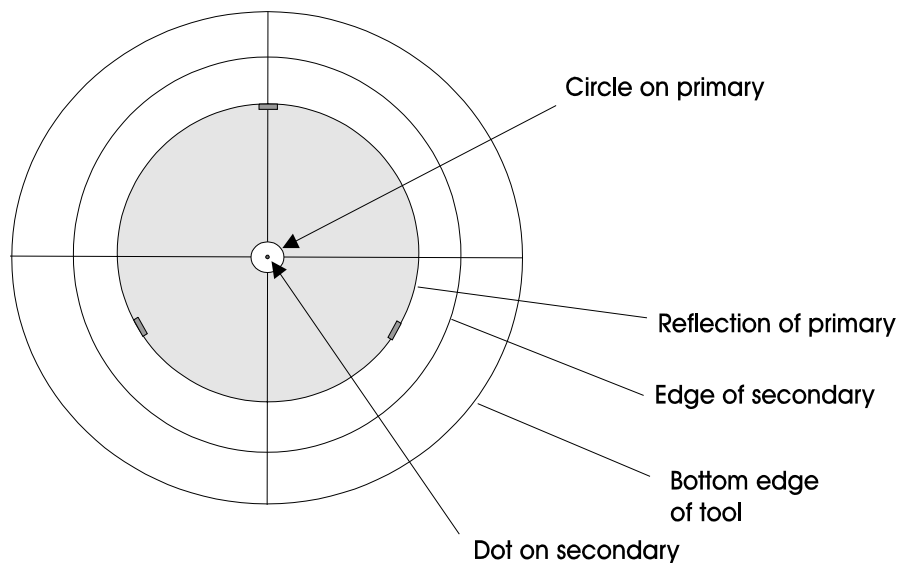 Circle on primary
Reflection of primary
Edge of secondary
Bottom edge
of tool
Dot on secondary